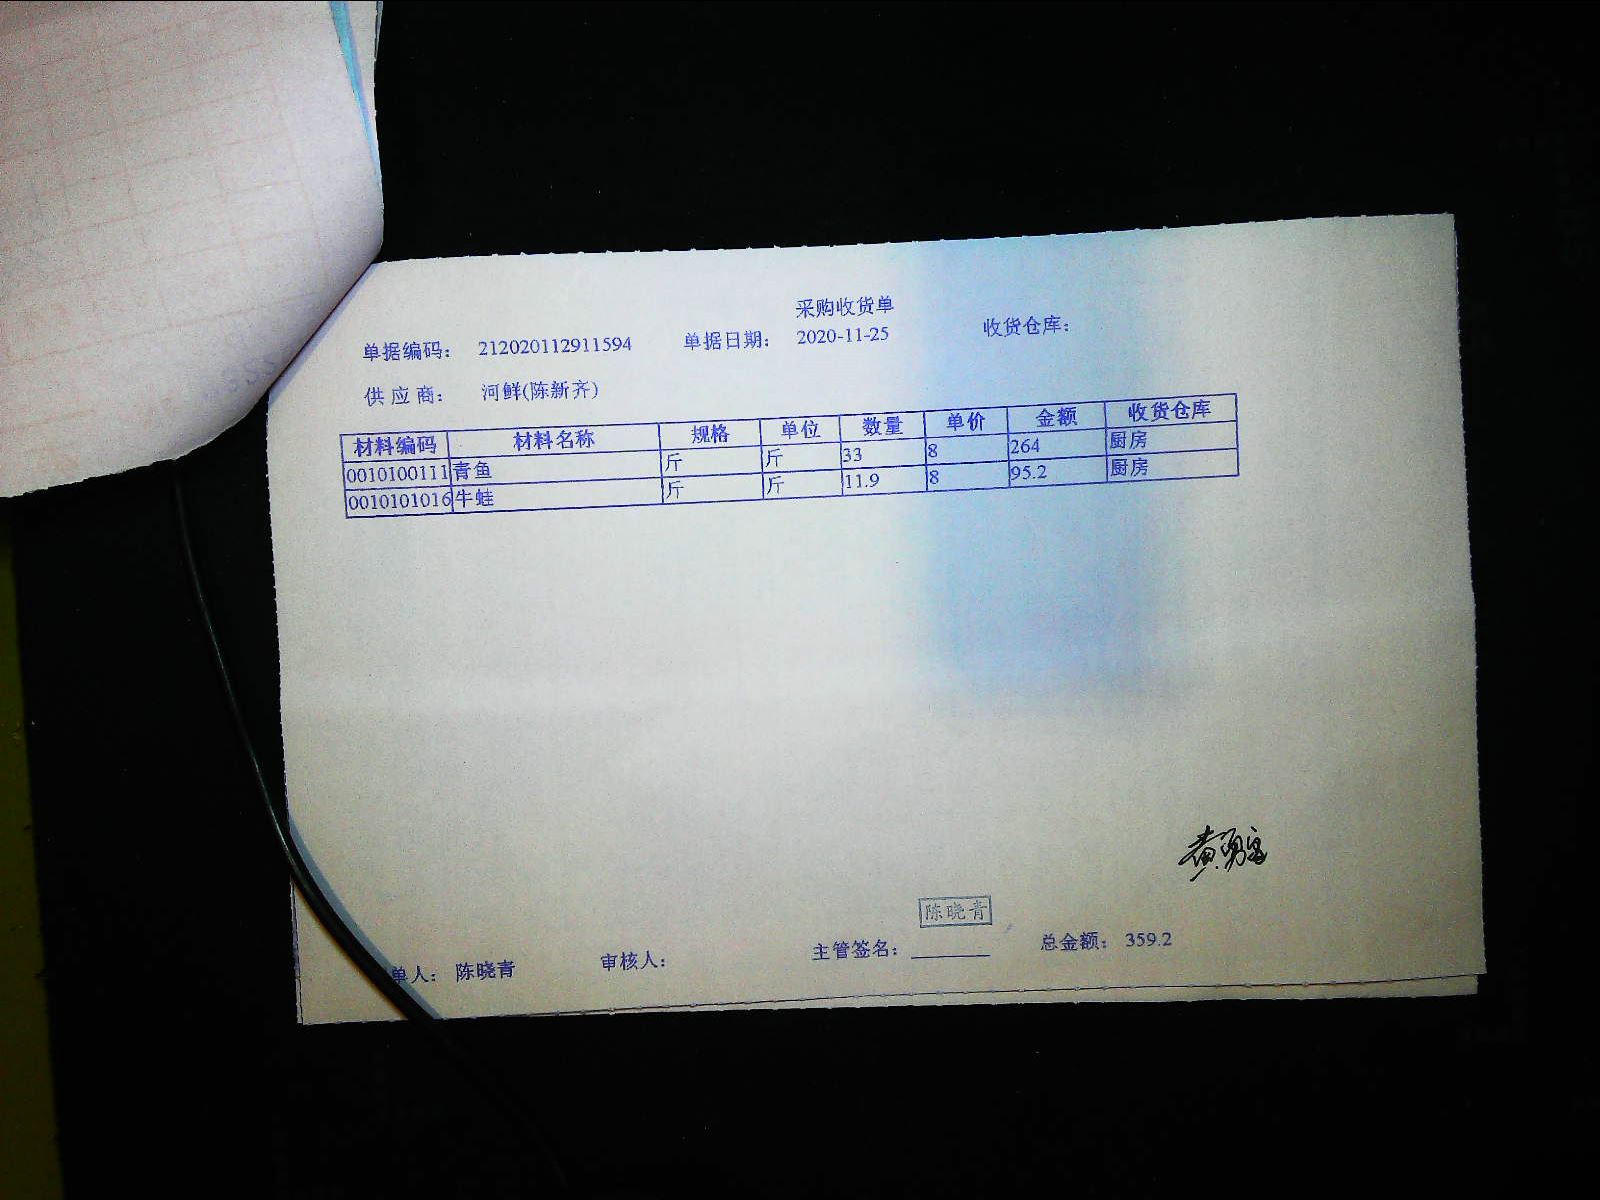 采购收货单
单据编码： 212020112911594 单据日期： 2020-11-25 收货仓库：
供应商： 河鲜(陈新齐)
材料编码 材料名称 规格 单位 数量 单价 金额 收货仓库
0010100111 青鱼 斤 斤 33 8 264 厨房
0010101016 牛蛙 斤 斤 11.9 8 95.2 厨房
陈晓青
单人： 陈晓青 审核人： 主管签名： 总金额： 359.2